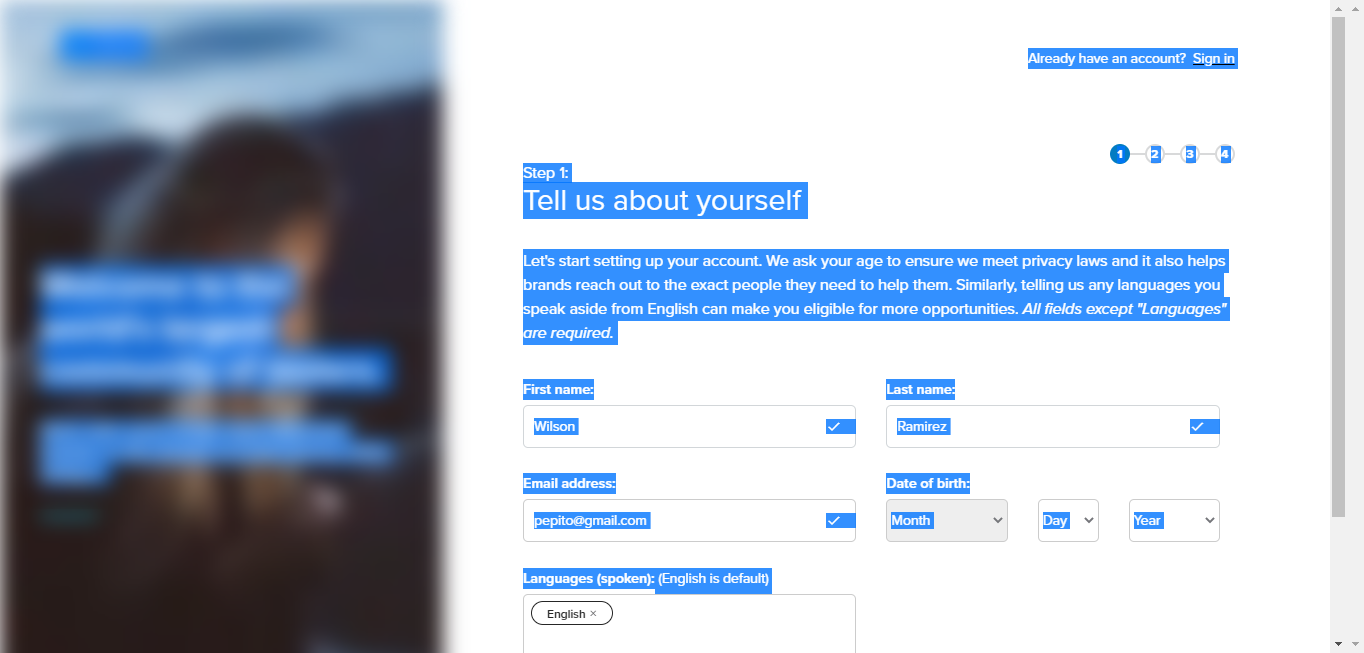 Already have an account? Sign in
1 2 3 4
Step 1:
Tell us about yourself
Let's start setting up your account. We ask your age to ensure we meet privacy laws and it also helps
brands reach out to the exact people they need to help them. Similarly, telling us any languages you
speak aside from English can make you eligible for more opportunities. All fields except "Languages"
are required.
First name: Last name:
Wilson Ramirez
Email address: Date of birth:
pepito@gmail.com Month Day Year
Languages (spoken): (English is default)
English ×